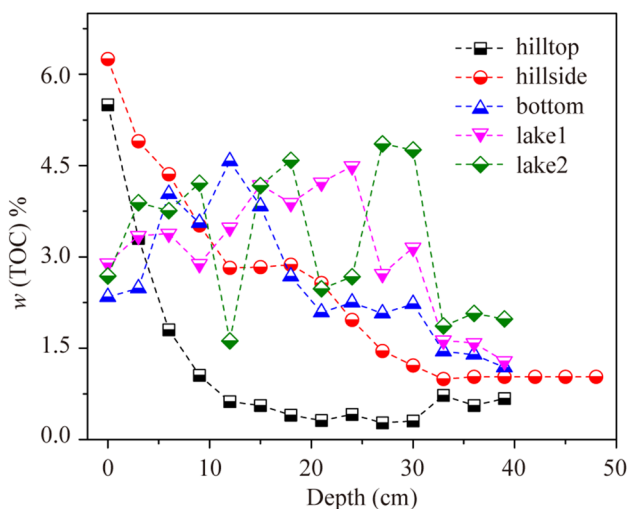 w (TOC) %
6.0
4.5
3.0
1.5
0.0
hilltop
hillside
bottom
lake1
lake2
0 10 20 30 40 50
Depth (cm)